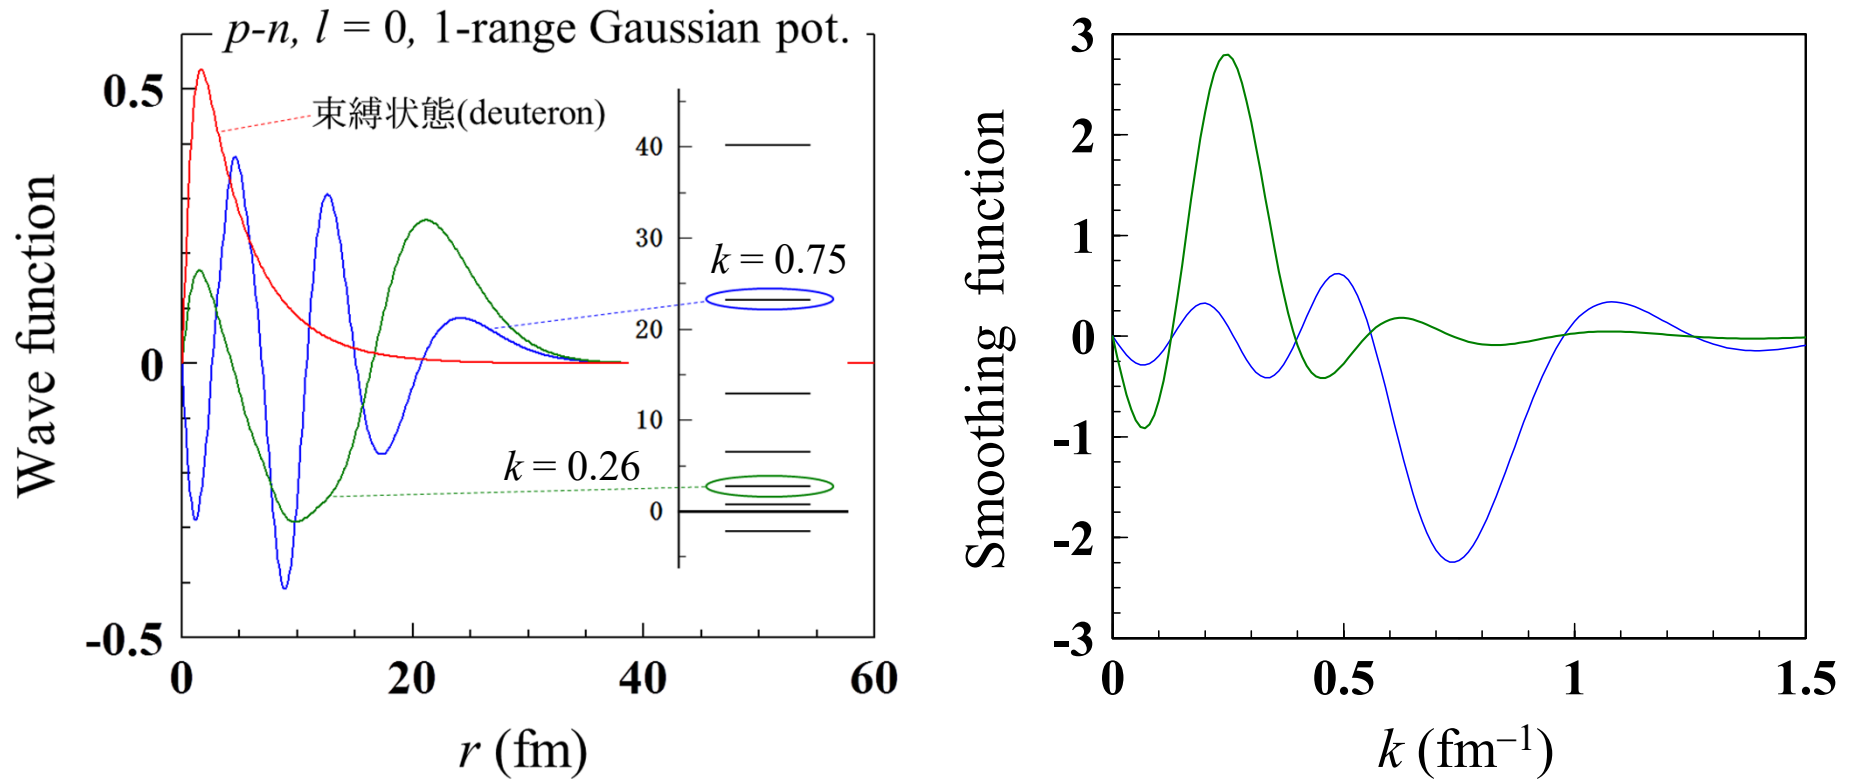 p-n, l = 0, 1-range Gaussian pot.
0.5
束縛状態(deuteron)
40
30
k = 0.75
20
0
10
k = 0.26
0
-0.5
0
20
40
60
Wave function
r (fm)
3
2
1
0
-1
-2
-3
0
0.5
1
1.5
Smoothing function
k (fm⁻¹)